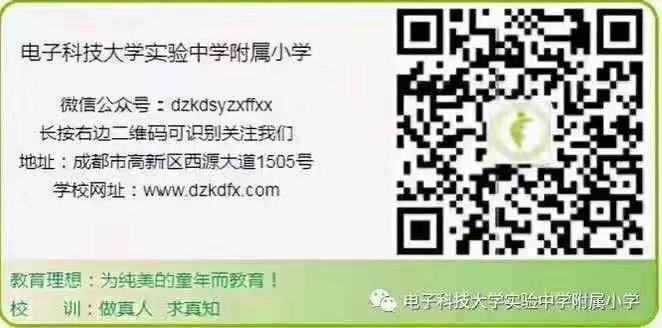 电子科技大学实验中学附属小学
微信公众号：dzkdsyzxffxx
长按右边二维码可识别关注我们
地址：成都市高新区西源大道1505号
学校网址：www.dzkdfx.com
教育理想：为纯美的童年而教育！
校 训：做真人 求真知
电子科技大学实验中学附属小学